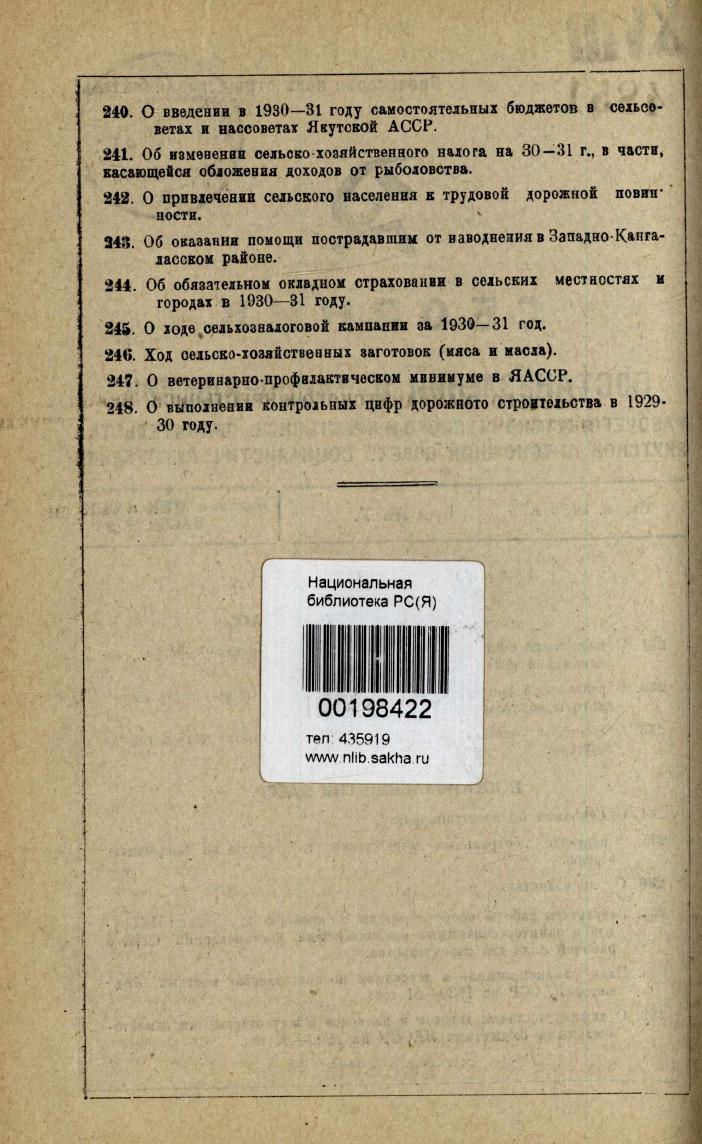 240. О введении в 1930—31 году самостоятельных бюджетов в сельсо-
ветах и нассоветах Якутской АССР.
241. Об изменении сельско-хозяйственного налога на 30—31 г., в части,
касающейся обложения доходов от рыболовства.
242. О привлечении сельского населения к трудовой дорожной повин-
ности.
243. Об оказании помощи пострадавшим от наводнения в Западно-Канга-
ласском районе.
244. Об обязательном окладном страховании в сельских местностях и
городах в 1930—31 году.
245. О ходе сельхозналоговой кампании за 1930—31 год.
246. Ход сельско-хозяйственных заготовок (мяса и масла).
247. О ветеринарно-профилактическом минимуме в ЯАССР.
248. О выполнении контрольных цифр дорожного строительства в 1929-
30 году.
Национальная
библиотека РС(Я)
00198422
тел: 435919
www.nlib.sakha.ru